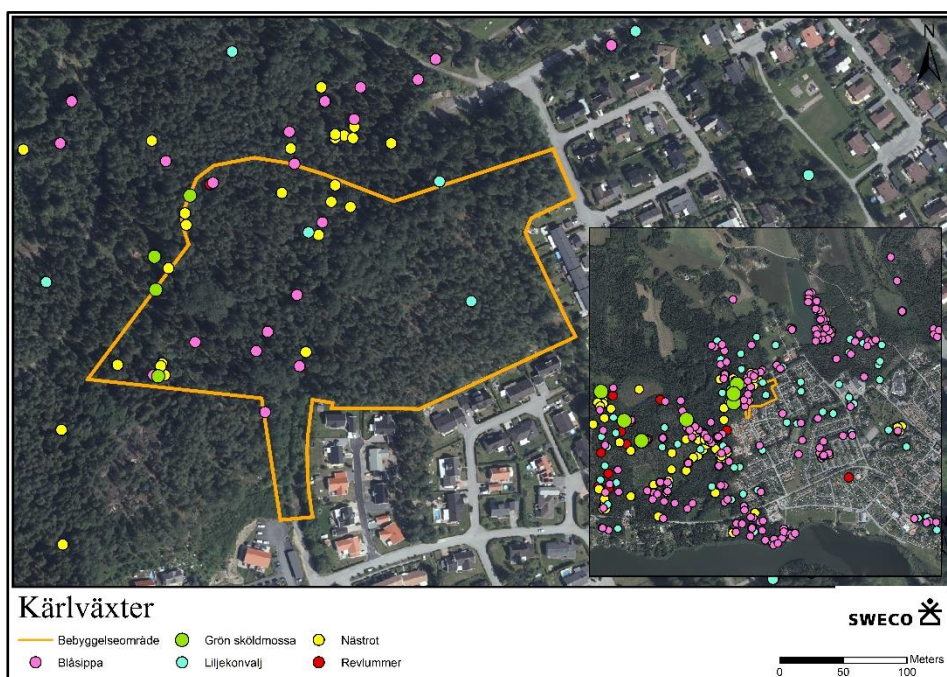 N
Kärlväxter
Bebyggelseområde Grön sköldmossa Nästrot
Blåsippa Liljekonvalj Revlummer
SWECO
Meters
0 50 100